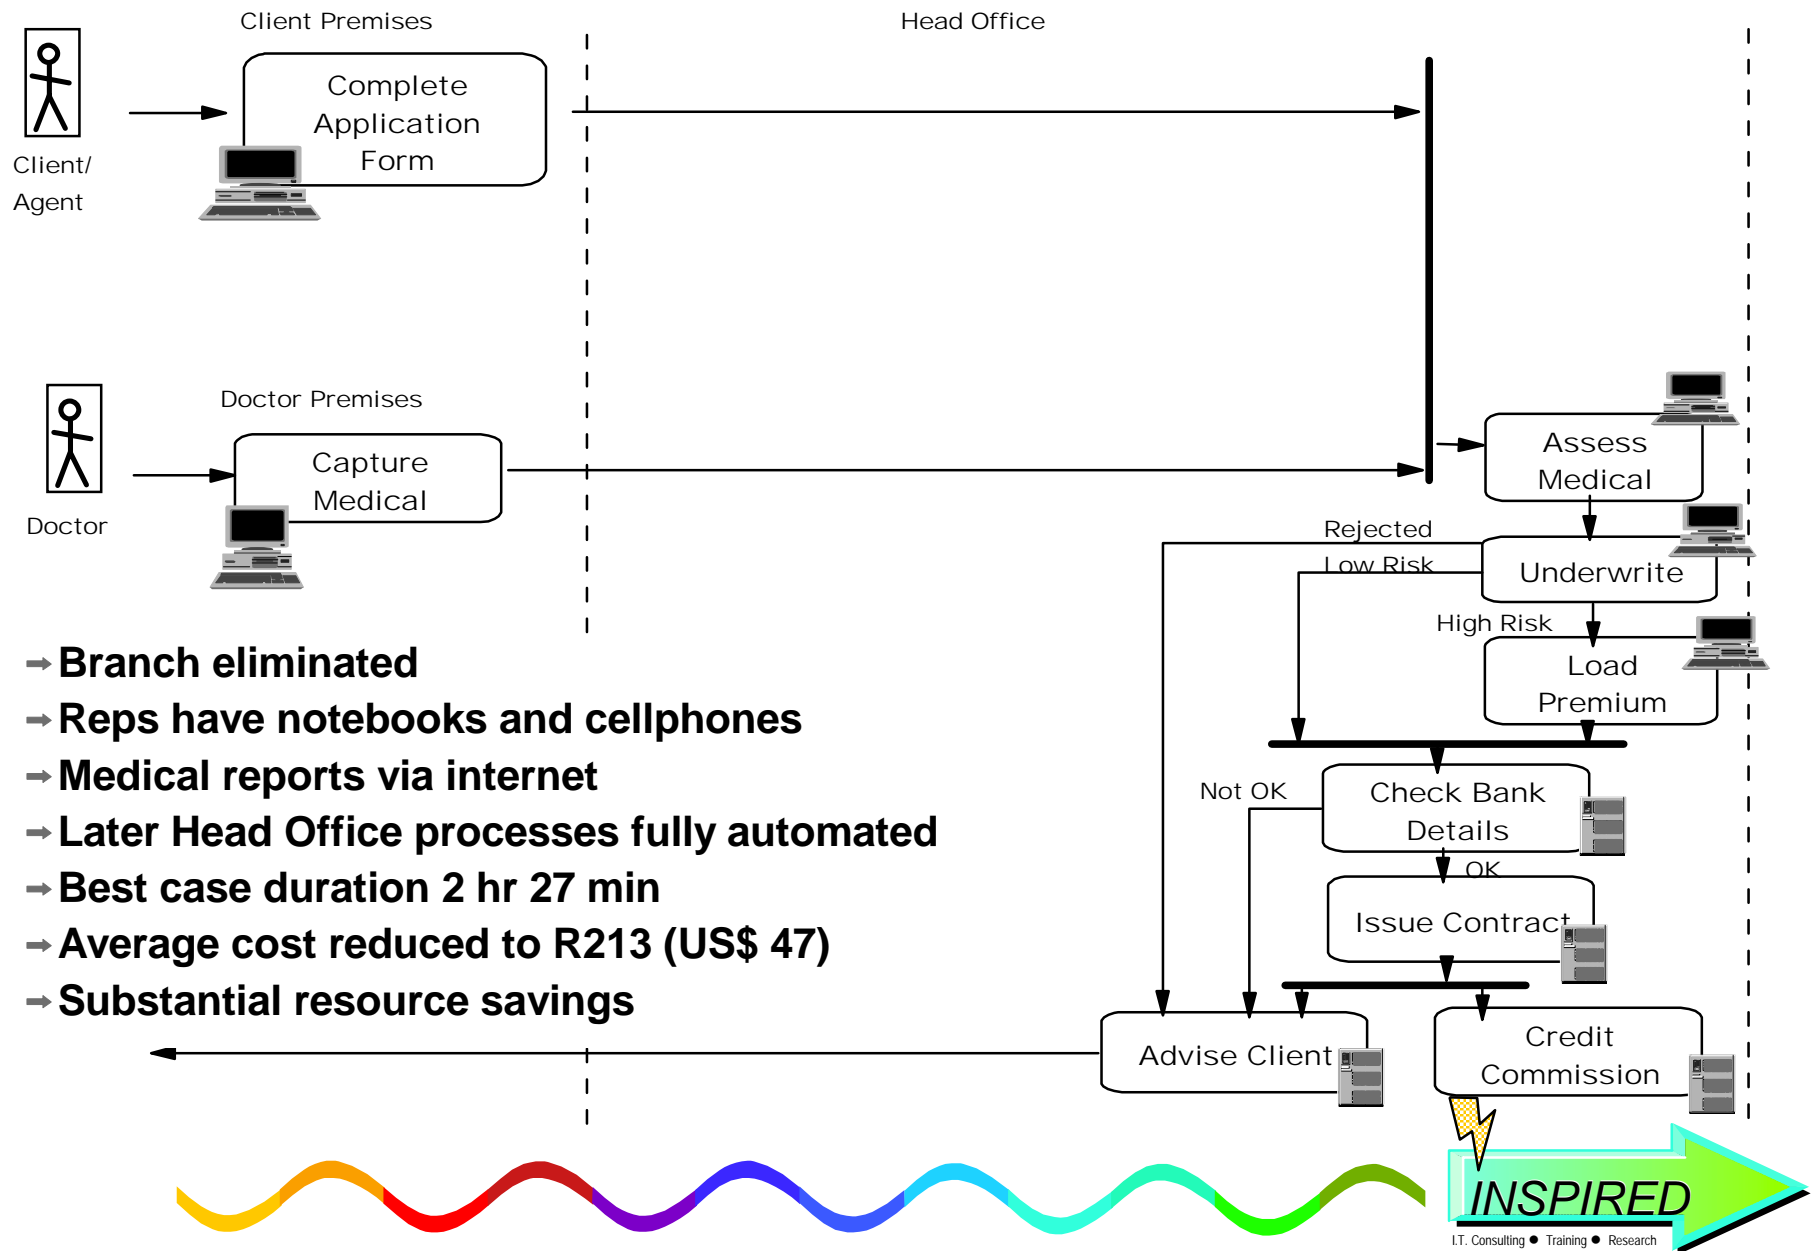 Client Premises
Head Office
Complete
Application
Form
Client/
Agent
Doctor Premises
Capture
Medical
Doctor
Assess
Medical
Rejected
Low Risk
Underwrite
High Risk
Load
Premium
Not OK
Check Bank
Details
OK
Issue Contract
Advise Client
Credit
Commission
Branch eliminated
Reps have notebooks and cellphones
Medical reports via internet
Later Head Office processes fully automated
Best case duration 2 hr 27 min
Average cost reduced to R213 (US$ 47)
Substantial resource savings
INSPIRED
I.T. Consulting ● Training ● Research